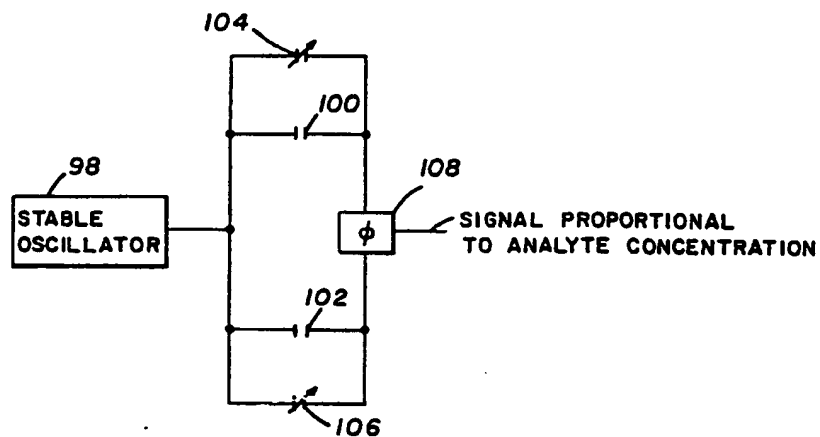 104
100
98
108
STABLE
OSCILLATOR
φ
SIGNAL PROPORTIONAL
TO ANALYTE CONCENTRATION
102
106